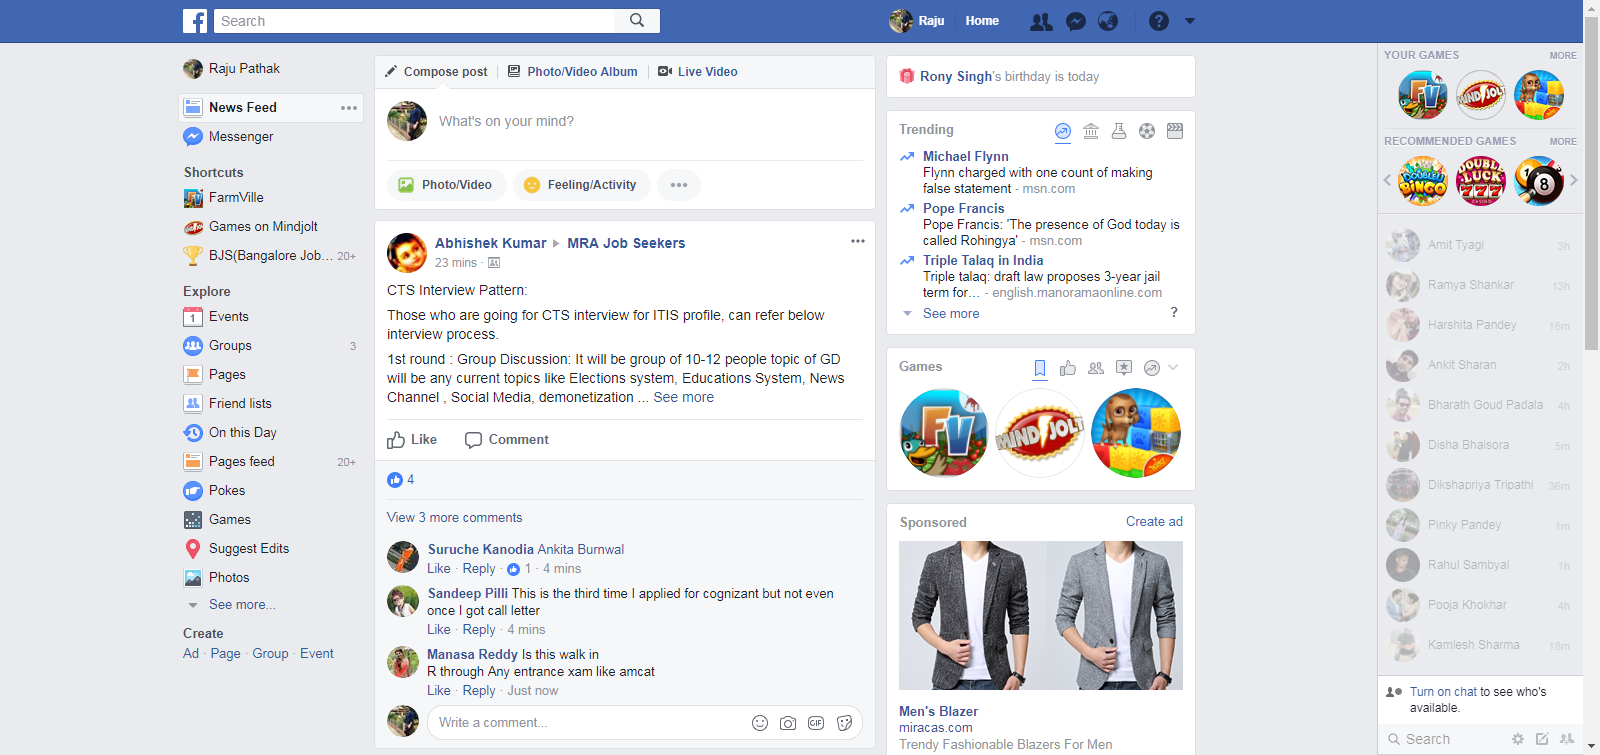 Search
Raju
Home
Raju Pathak
News Feed
Messenger
Shortcuts
FarmVille
Games on Mindjolt
BJS(Bangalore Job... 20+
Explore
Events
Groups 3
Pages
Friend lists
On this Day
Pages feed 20+
Pokes
Games
Suggest Edits
Photos
See more...
Create
Ad · Page · Group · Event
Compose post
Photo/Video Album
Live Video
What's on your mind?
Photo/Video
Feeling/Activity
Abhishek Kumar ▶ MRA Job Seekers
23 mins ·
CTS Interview Pattern:
Those who are going for CTS interview for ITIS profile, can refer below
interview process.
1st round : Group Discussion: It will be group of 10-12 people topic of GD
will be any current topics like Elections system, Educations System, News
Channel , Social Media, demonetization ... See more
Like
Comment
4
View 3 more comments
Suruche Kanodia Ankita Burnwal
Like · Reply · 1 · 4 mins
Sandeep Pilli This is the third time I applied for cognizant but not even
once I got call letter
Like · Reply · 4 mins
Manasa Reddy Is this walk in
R through Any entrance xam like amcat
Like · Reply · Just now
Write a comment...
GIF
Rony Singh's birthday is today
Trending
Michael Flynn
Flynn charged with one count of making
false statement - msn.com
Pope Francis
Pope Francis: 'The presence of God today is
called Rohingya' - msn.com
Triple Talaq in India
Triple talaq: draft law proposes 3-year jail
term for… - english.manoramaonline.com
See more
?
Games
FV
MINDJOLT
Sponsored
Create ad
Men's Blazer
miracas.com
Trendy Fashionable Blazers For Men
YOUR GAMES MORE
FV
MINDJOLT
RECOMMENDED GAMES MORE
DOUBLEU
BINGO
DOUBLE
LUCK
777
CASINO
8
Amit Tyagi 3h
Ramya Shankar 13h
Harshita Pandey 16m
Ankit Sharan 2h
Bharath Goud Padala 4h
Disha Bhaisora 5m
Dikshapriya Tripathi 36m
Pinky Pandey 1m
Rahul Sambyal 1h
Pooja Khokhar 4h
Kamlesh Sharma 18m
Turn on chat to see who's
available.
Search